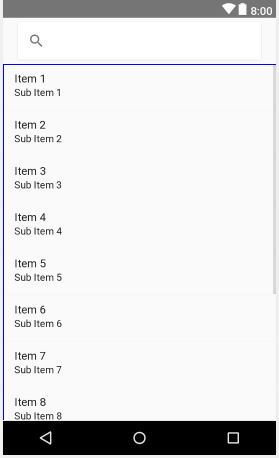 8:00
Item 1
Sub Item 1
Item 2
Sub Item 2
Item 3
Sub Item 3
Item 4
Sub Item 4
Item 5
Sub Item 5
Item 6
Sub Item 6
Item 7
Sub Item 7
Item 8
Sub Item 8